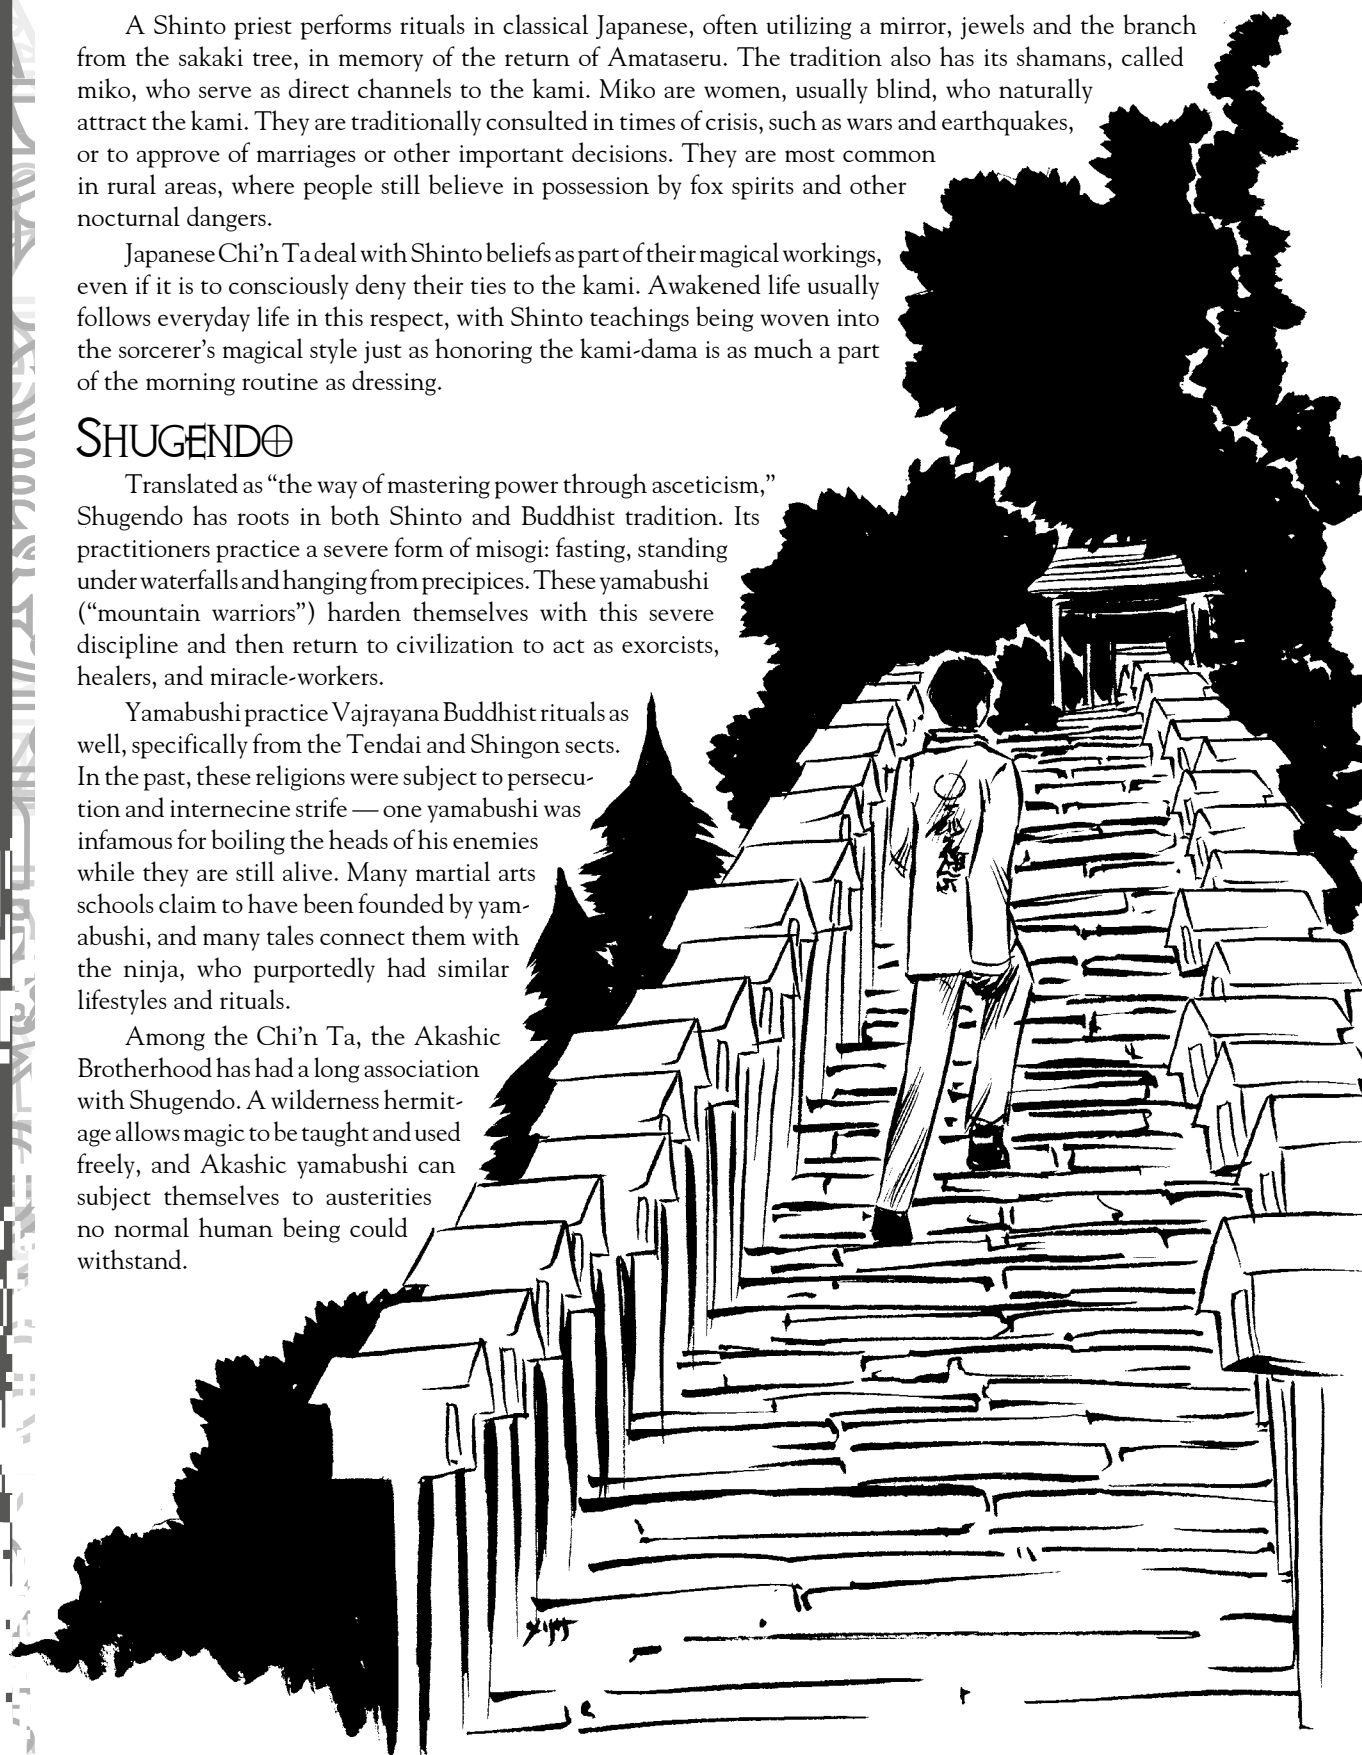 A Shinto priest performs rituals in classical Japanese, often utilizing a mirror, jewels and the branch
from the sakaki tree, in memory of the return of Amataseru. The tradition also has its shamans, called
miko, who serve as direct channels to the kami. Miko are women, usually blind, who naturally
attract the kami. They are traditionally consulted in times of crisis, such as wars and earthquakes,
or to approve of marriages or other important decisions. They are most common
in rural areas, where people still believe in possession by fox spirits and other
nocturnal dangers.
Japanese Chi’n Ta deal with Shinto beliefs as part of their magical workings,
even if it is to consciously deny their ties to the kami. Awakened life usually
follows everyday life in this respect, with Shinto teachings being woven into
the sorcerer’s magical style just as honoring the kami-dama is as much a part
of the morning routine as dressing.
SHUGENDO
Translated as “the way of mastering power through asceticism,”
Shugendo has roots in both Shinto and Buddhist tradition. Its
practitioners practice a severe form of misogi: fasting, standing
under waterfalls and hanging from precipices. These yamabushi
(“mountain warriors”) harden themselves with this severe
discipline and then return to civilization to act as exorcists,
healers, and miracle-workers.
Yamabushi practice Vajrayana Buddhist rituals as
well, specifically from the Tendai and Shingon sects.
In the past, these religions were subject to persecu-
tion and internecine strife — one yamabushi was
infamous for boiling the heads of his enemies
while they are still alive. Many martial arts
schools claim to have been founded by yam-
abushi, and many tales connect them with
the ninja, who purportedly had similar
lifestyles and rituals.
Among the Chi’n Ta, the Akashic
Brotherhood has had a long association
with Shugendo. A wilderness hermit-
age allows magic to be taught and used
freely, and Akashic yamabushi can
subject themselves to austerities
no normal human being could
withstand.